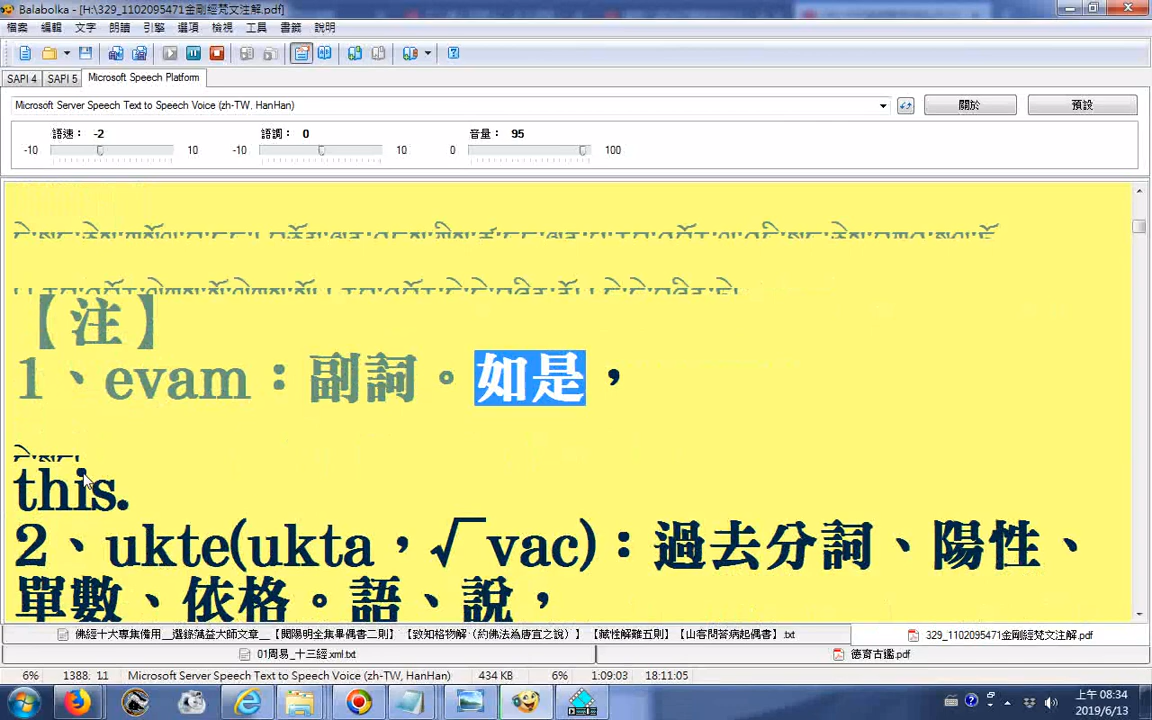 Balabolka - [H:\329_1102095471金剛經梵文注解.pdf]
檔案 編輯 文字 朗讀 引擎 選項 檢視 工具 書籤 說明
SAPI 4 SAPI 5 Microsoft Speech Platform
Microsoft Server Speech Text to Speech Voice (zh-TW, HanHan) 關於 預設
語速： -2 語調： 0 音量： 95
-10 10 -10 10 0 100
【注】
1、evam：副詞。如是，
this.
2、ukte(ukta，√vac)：過去分詞、陽性、
單數、依格。語、說，
佛經十大專集備用__選錄蕅益大師文章__【閱陽明全集畢偶書二則】【致知格物解（約佛法為唐宜之說）】【藏性解難五則】【山客問答病起偶書】.txt 329_1102095471金剛經梵文注解.pdf
01周易_十三經.xml.txt 德育古鑑.pdf
6% 1388: 11 Microsoft Server Speech Text to Speech Voice (zh-TW, HanHan) 434 KB 6% 1:09:03 18:11:05
上午 08:34
2019/6/13